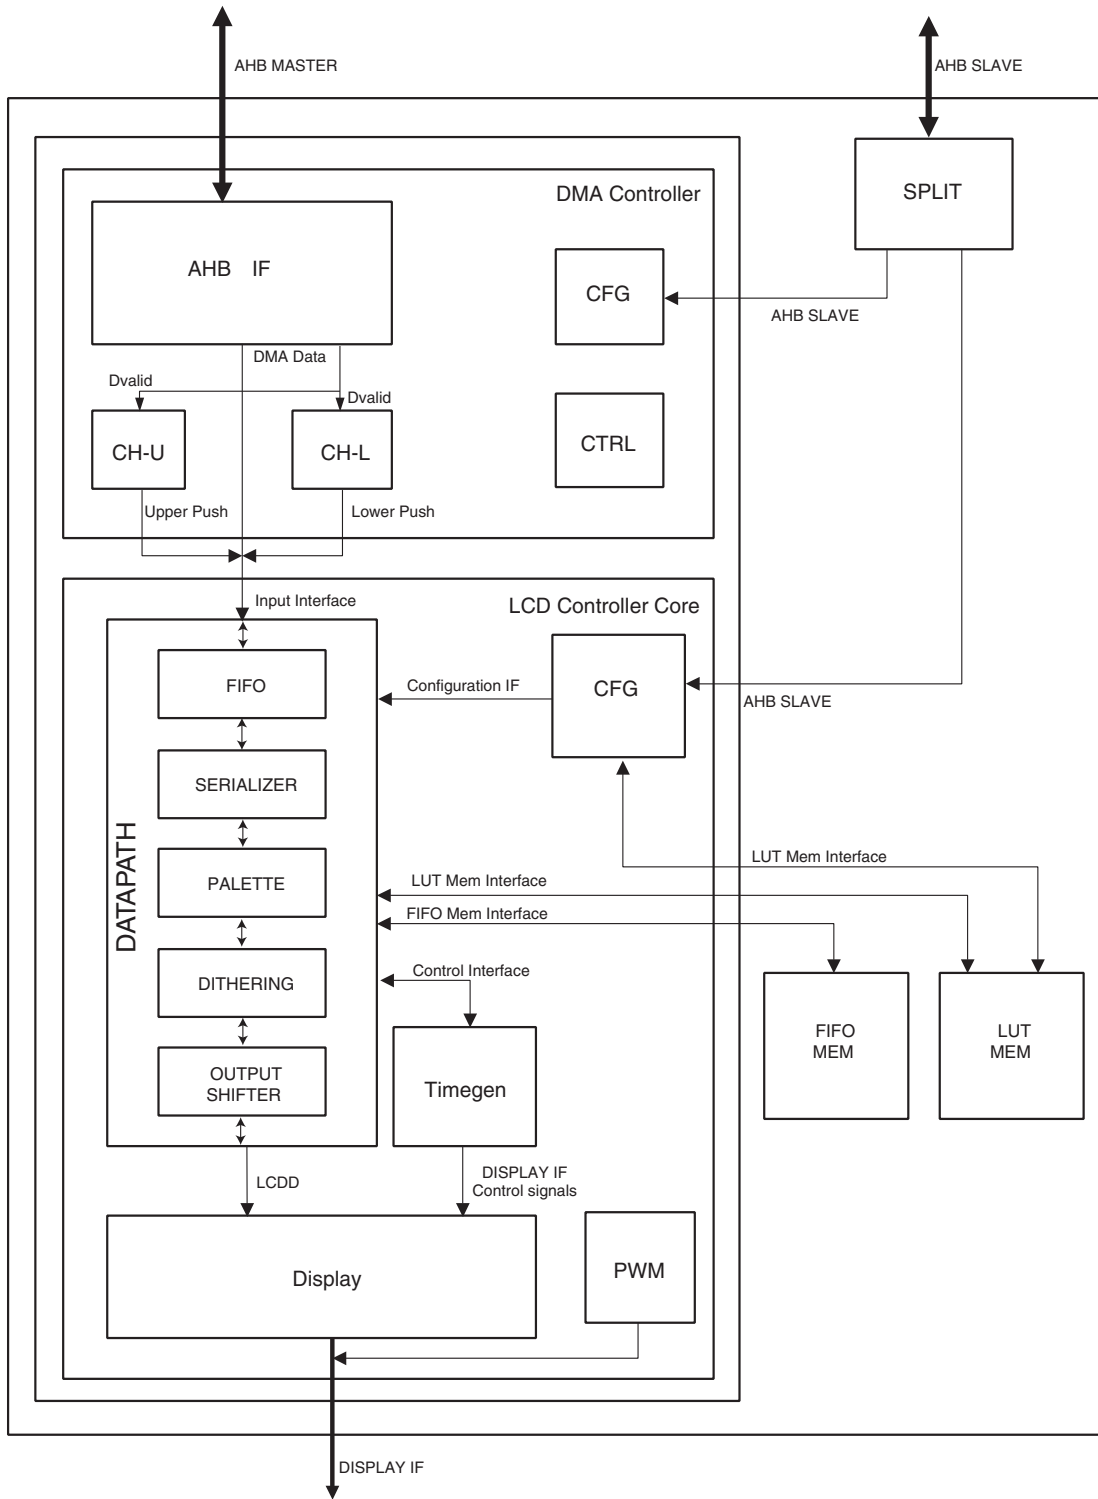 AHB MASTER
AHB SLAVE
DMA Controller
SPLIT
AHB IF
CFG
AHB SLAVE
DMA Data
Dvalid
Dvalid
CH-U
CH-L
CTRL
Upper Push
Lower Push
Input Interface
LCD Controller Core
FIFO
Configuration IF
CFG
AHB SLAVE
SERIALIZER
DATAPATH
PALETTE
LUT Mem Interface
LUT Mem Interface
FIFO Mem Interface
DITHERING
Control Interface
FIFO
MEM
LUT
MEM
OUTPUT
SHIFTER
Timegen
LCDD
DISPLAY IF
Control signals
Display
PWM
DISPLAY IF